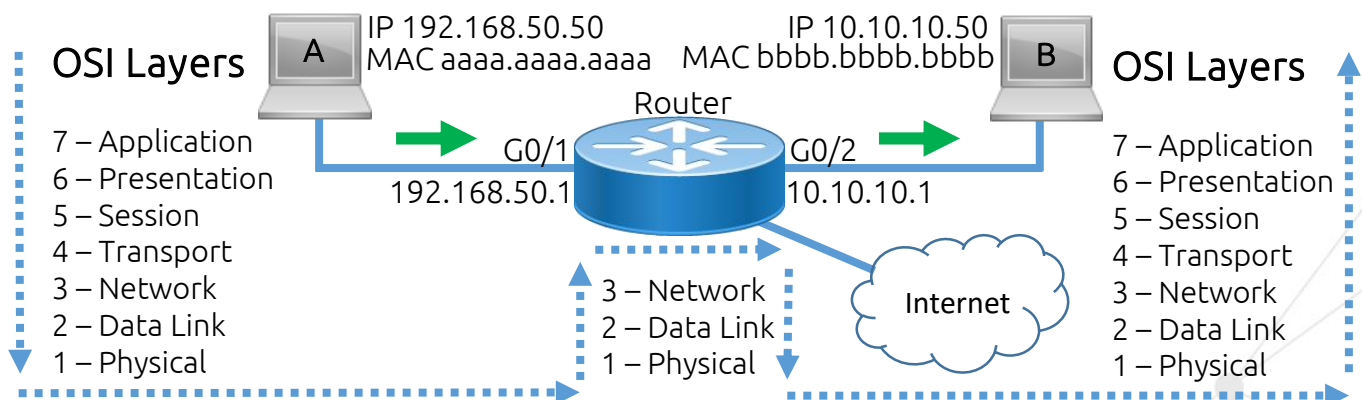 OSI Layers
7 – Application
6 – Presentation
5 – Session
4 – Transport
3 – Network
2 – Data Link
1 – Physical
A
IP 192.168.50.50
MAC aaaa.aaaa.aaaa
IP 10.10.10.50
MAC bbbb.bbbb.bbbb
B
Router
G0/1
G0/2
192.168.50.1
10.10.10.1
3 – Network
2 – Data Link
1 – Physical
Internet
OSI Layers
7 – Application
6 – Presentation
5 – Session
4 – Transport
3 – Network
2 – Data Link
1 – Physical